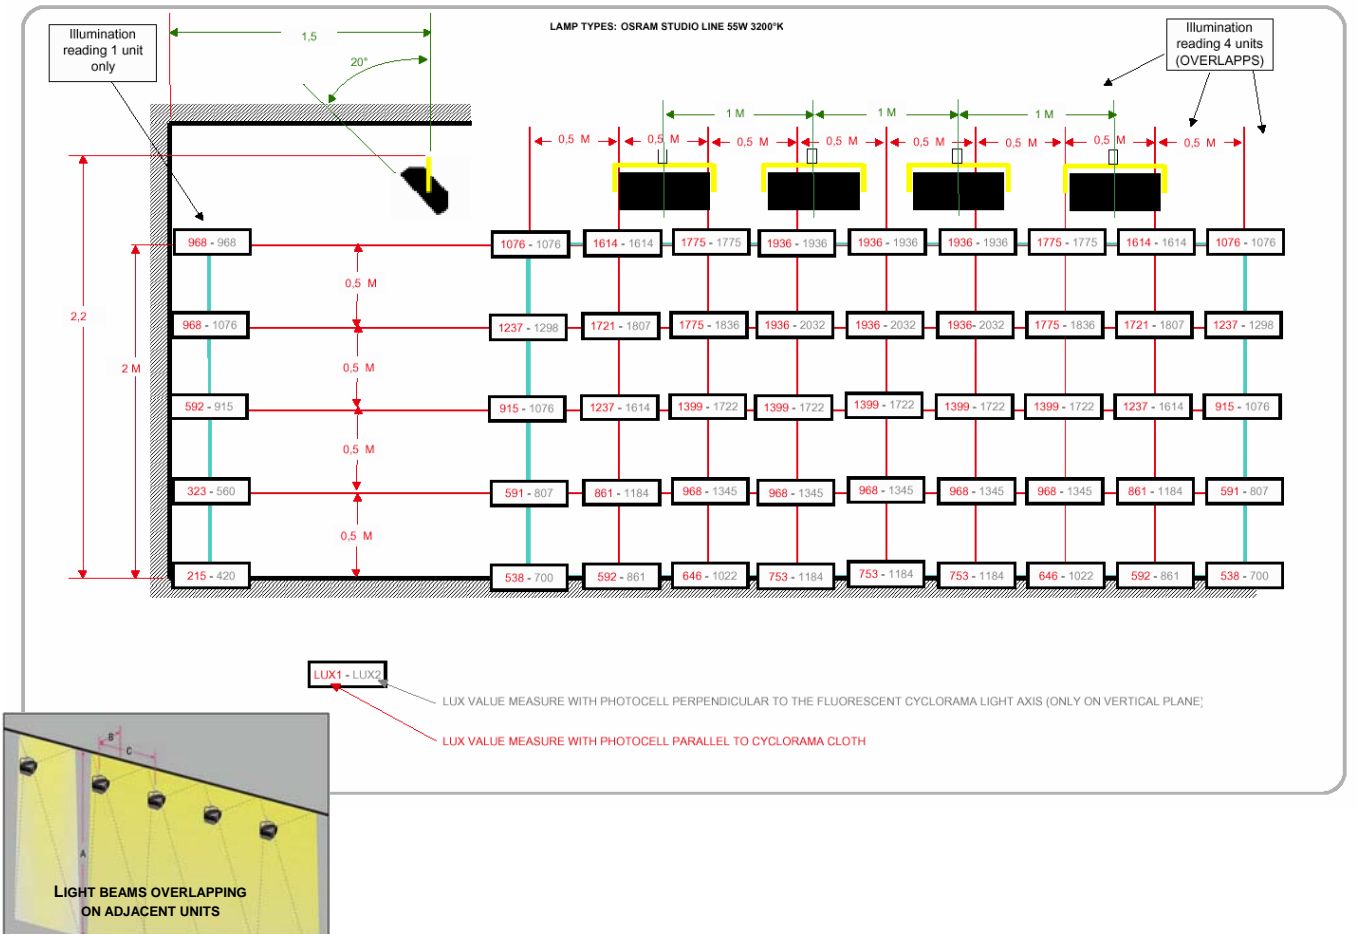 LAMP TYPES: OSRAM STUDIO LINE 55W 3200°K
Illumination
reading 1 unit
only
1,5
20°
Illumination
reading 4 units
(OVERLAPPS)
1 M 1 M 1 M
0,5 M 0,5 M 0,5 M 0,5 M 0,5 M 0,5 M 0,5 M 0,5 M
968 - 968 1076 - 1076 1614 - 1614 1775 - 1775 1936 - 1936 1936 - 1936 1936 - 1936 1775 - 1775 1614 - 1614 1076 - 1076
0,5 M
2,2
968 - 1076 1237 - 1298 1721 - 1807 1775 - 1836 1936 - 2032 1936 - 2032 1936- 2032 1775 - 1836 1721 - 1807 1237 - 1298
2 M
0,5 M
592 - 915 915 - 1076 1237 - 1614 1399 - 1722 1399 - 1722 1399 - 1722 1399 - 1722 1399 - 1722 1237 - 1614 915 - 1076
0,5 M
323 - 560 591 - 807 861 - 1184 968 - 1345 968 - 1345 968 - 1345 968 - 1345 968 - 1345 861 - 1184 591 - 807
0,5 M
215 - 420 538 - 700 592 - 861 646 - 1022 753 - 1184 753 - 1184 753 - 1184 646 - 1022 592 - 861 538 - 700
LUX1 - LUX2
LUX VALUE MEASURE WITH PHOTOCELL PERPENDICULAR TO THE FLUORESCENT CYCLORAMA LIGHT AXIS (ONLY ON VERTICAL PLANE)
LUX VALUE MEASURE WITH PHOTOCELL PARALLEL TO CYCLORAMA CLOTH
B
C
A
LIGHT BEAMS OVERLAPPING
ON ADJACENT UNITS